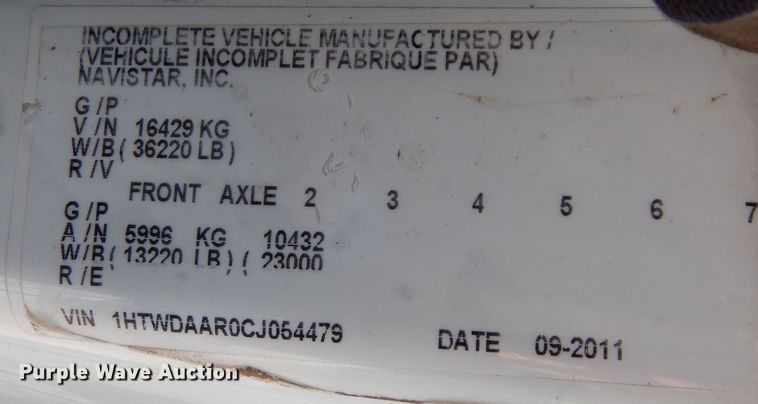 INCOMPLETE VEHICLE MANUFACTURED BY /
(VEHICULE INCOMPLET FABRIQUE PAR)
NAVISTAR, INC.
G /P
V /N 16429 KG
W/B ( 36220 LB )
R /V
FRONT AXLE 2 3 4 5 6 7
G /P
A /N 5996 KG 10432
W/B ( 13220 LB ) ( 23000
R /E
VIN 1HTWDAAR0CJ054479 DATE 09-2011
Purple Wave Auction